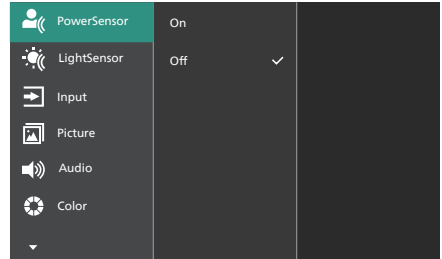 PowerSensor
On
LightSensor
Off
Input
Picture
Audio
Color